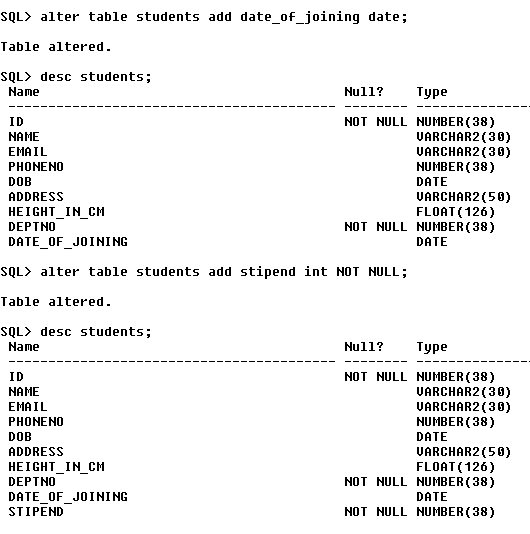 SQL> alter table students add date_of_joining date;
Table altered.
SQL> desc students;
Name Null? Type
----------------------------------------- -------- ---------------
ID NOT NULL NUMBER(38)
NAME VARCHAR2(30)
EMAIL VARCHAR2(30)
PHONENO NUMBER(38)
DOB DATE
ADDRESS VARCHAR2(50)
HEIGHT_IN_CM FLOAT(126)
DEPTNO NOT NULL NUMBER(38)
DATE_OF_JOINING DATE
SQL> alter table students add stipend int NOT NULL;
Table altered.
SQL> desc students;
Name Null? Type
----------------------------------------- -------- ---------------
ID NOT NULL NUMBER(38)
NAME VARCHAR2(30)
EMAIL VARCHAR2(30)
PHONENO NUMBER(38)
DOB DATE
ADDRESS VARCHAR2(50)
HEIGHT_IN_CM FLOAT(126)
DEPTNO NOT NULL NUMBER(38)
DATE_OF_JOINING DATE
STIPEND NOT NULL NUMBER(38)